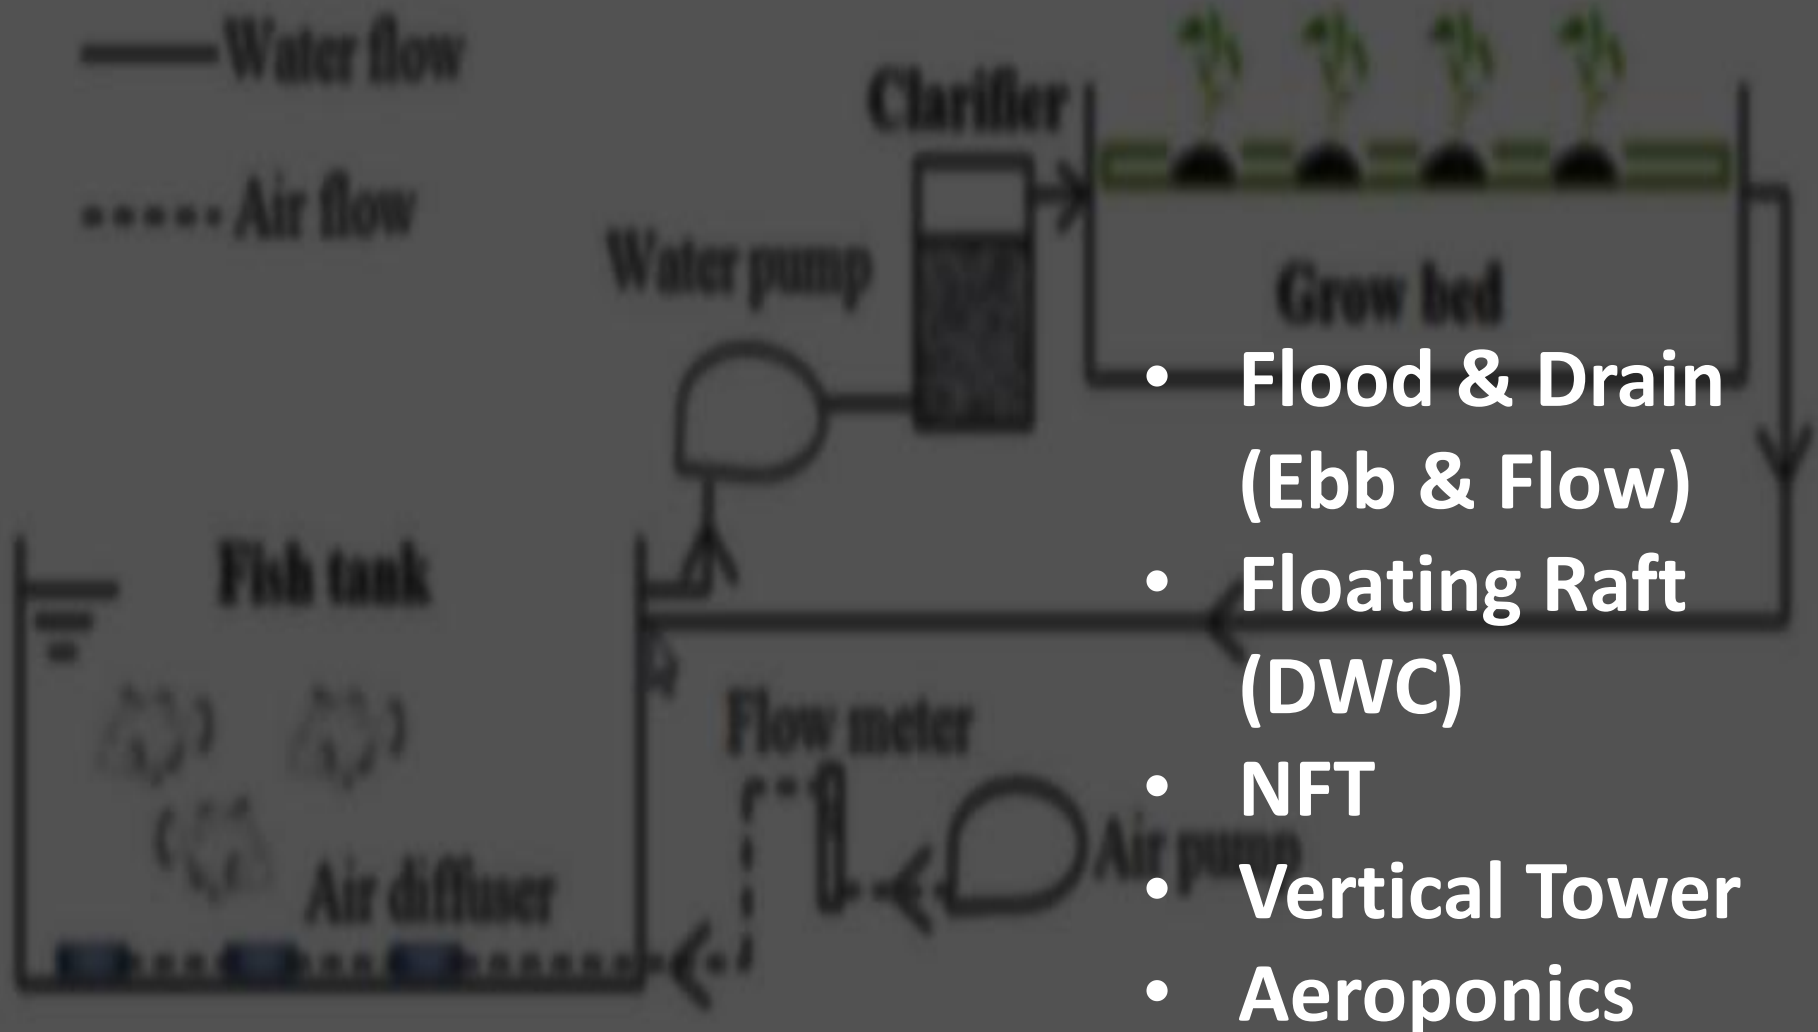 Water flow
Air flow
Clarifier
Water pump
Grow bed
Fish tank
Flow meter
Air diffuser
Air pump
• Flood & Drain
(Ebb & Flow)
• Floating Raft
(DWC)
• NFT
• Vertical Tower
• Aeroponics